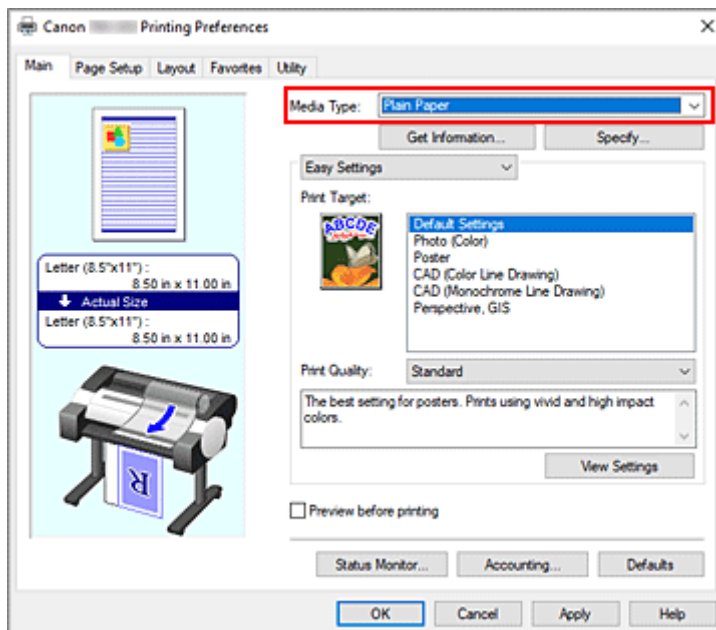 Canon Printing Preferences
Main Page Setup Layout Favorites Utility
Media Type: Plain Paper
Get Information... Specify...
Easy Settings
Print Target:
ABCDE
Default Settings
Photo (Color)
Poster
CAD (Color Line Drawing)
CAD (Monochrome Line Drawing)
Perspective, GIS
Letter (8.5"x11") :
8.50 in x 11.00 in
Actual Size
Letter (8.5"x11") :
8.50 in x 11.00 in
R
Print Quality: Standard
The best setting for posters. Prints using vivid and high impact
colors.
View Settings
Preview before printing
Status Monitor... Accounting... Defaults
OK Cancel Apply Help